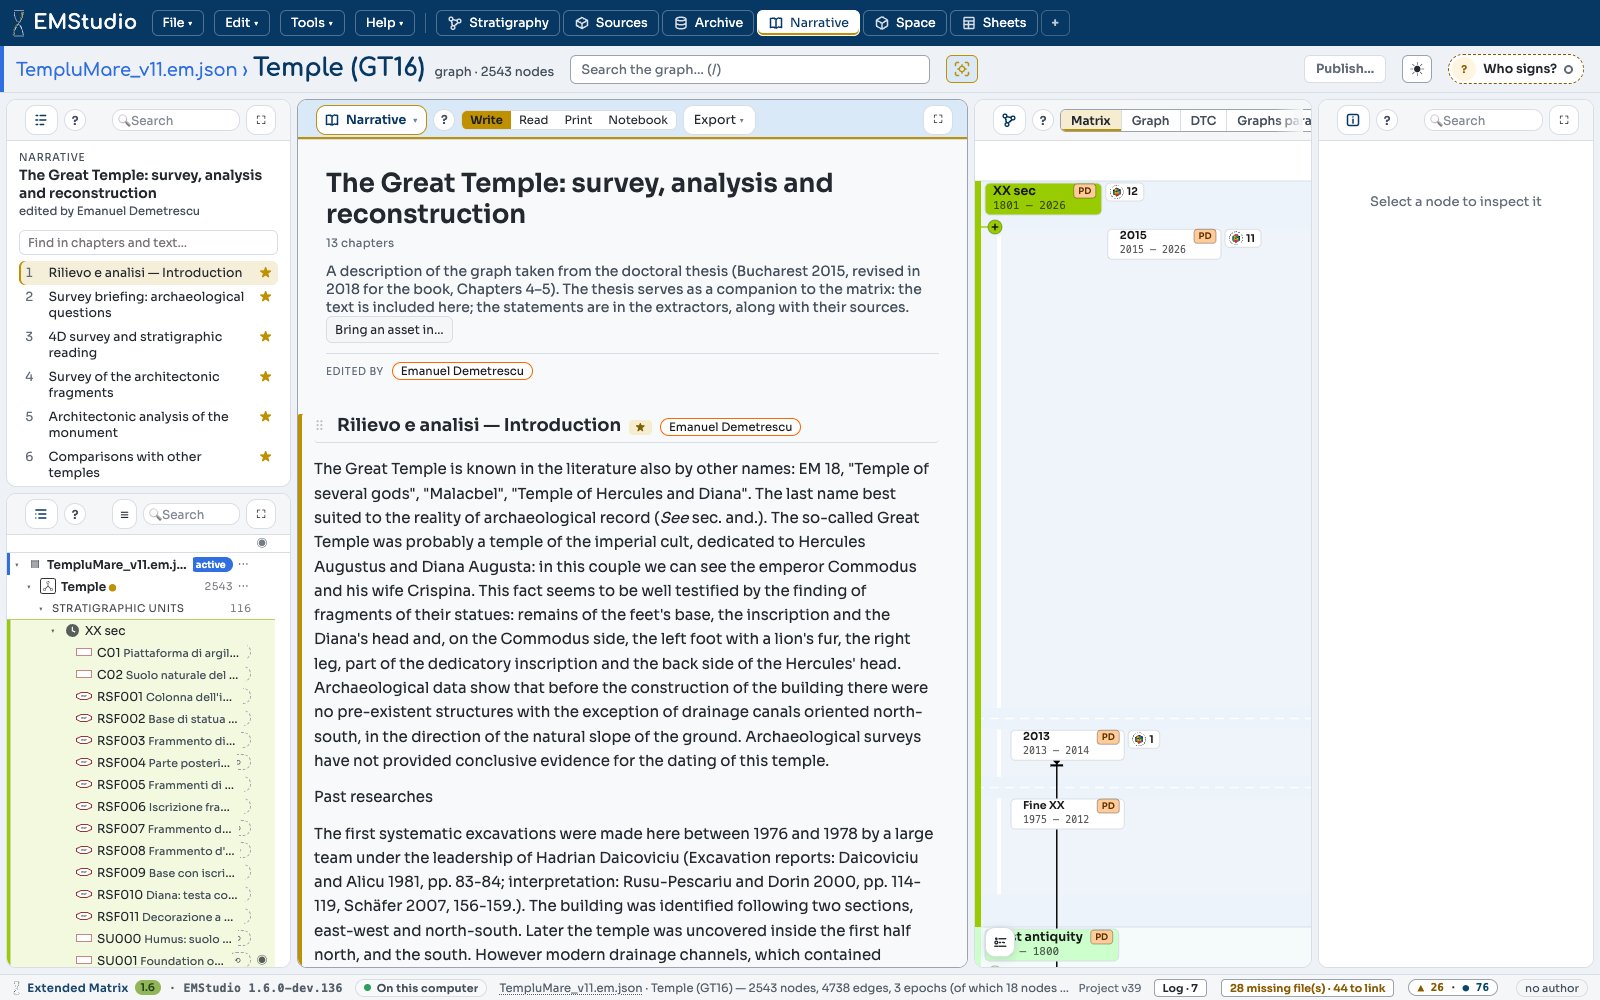 EMStudio File Edit Tools Help Stratigraphy Sources Archive Narrative Space Sheets +
TempluMare_v11.em.json › Temple (GT16) graph · 2543 nodes Search the graph... (/) Publish... ? Who signs?
? Search
NARRATIVE
The Great Temple: survey, analysis
and reconstruction
edited by Emanuel Demetrescu
Find in chapters and text...
1 Rilievo e analisi — Introduction
2 Survey briefing: archaeological
questions
3 4D survey and stratigraphic
reading
4 Survey of the architectonic
fragments
5 Architectonic analysis of the
monument
6 Comparisons with other
temples
? Search
TempluMare_v11.em.j... active ...
Temple 2543 ...
STRATIGRAPHIC UNITS 116
XX sec
C01 Piattaforma di argil...
C02 Suolo naturale del ...
RSF001 Colonna dell'i...
RSF002 Base di statua ...
RSF003 Frammento di...
RSF004 Parte posteri...
RSF005 Frammenti di ...
RSF006 Iscrizione fra...
RSF007 Frammento d...
RSF008 Frammento d'...
RSF009 Base con iscri...
RSF010 Diana: testa co...
RSF011 Decorazione a ...
SU000 Humus: suolo ...
SU001 Foundation o...
Narrative ? Write Read Print Notebook Export
The Great Temple: survey, analysis and
reconstruction
13 chapters
A description of the graph taken from the doctoral thesis (Bucharest 2015, revised in
2018 for the book, Chapters 4–5). The thesis serves as a companion to the matrix: the
text is included here; the statements are in the extractors, along with their sources.
Bring an asset in...
EDITED BY Emanuel Demetrescu
Rilievo e analisi — Introduction Emanuel Demetrescu
The Great Temple is known in the literature also by other names: EM 18, "Temple of
several gods", "Malacbel", "Temple of Hercules and Diana". The last name best
suited to the reality of archaeological record (See sec. and.). The so-called Great
Temple was probably a temple of the imperial cult, dedicated to Hercules
Augustus and Diana Augusta: in this couple we can see the emperor Commodus
and his wife Crispina. This fact seems to be well testified by the finding of
fragments of their statues: remains of the feet's base, the inscription and the
Diana's head and, on the Commodus side, the left foot with a lion's fur, the right
leg, part of the dedicatory inscription and the back side of the Hercules' head.
Archaeological data show that before the construction of the building there were
no pre-existent structures with the exception of drainage canals oriented north-
south, in the direction of the natural slope of the ground. Archaeological surveys
have not provided conclusive evidence for the dating of this temple.
Past researches
The first systematic excavations were made here between 1976 and 1978 by a large
team under the leadership of Hadrian Daicoviciu (Excavation reports: Daicoviciu
and Alicu 1981, pp. 83-84; interpretation: Rusu-Pescariu and Dorin 2000, pp. 114-
119, Schäfer 2007, 156-159.). The building was identified following two sections,
east-west and north-south. Later the temple was uncovered inside the first half
north, and the south. However modern drainage channels, which contained
? Matrix Graph DTC Graphs para
XX sec PD 12
1801 – 2026
2015 PD 11
2015 – 2026
2013 PD 1
2013 – 2014
Fine XX PD
1975 – 2012
t antiquity PD
– 1800
? Search
Select a node to inspect it
Extended Matrix 1.6 · EMStudio 1.6.0-dev.136 On this computer TempluMare_v11.em.json · Temple (GT16) — 2543 nodes, 4738 edges, 3 epochs (of which 18 nodes ... Project v39 Log · 7 28 missing file(s) · 44 to link ▲ 26 · ● 76 no author